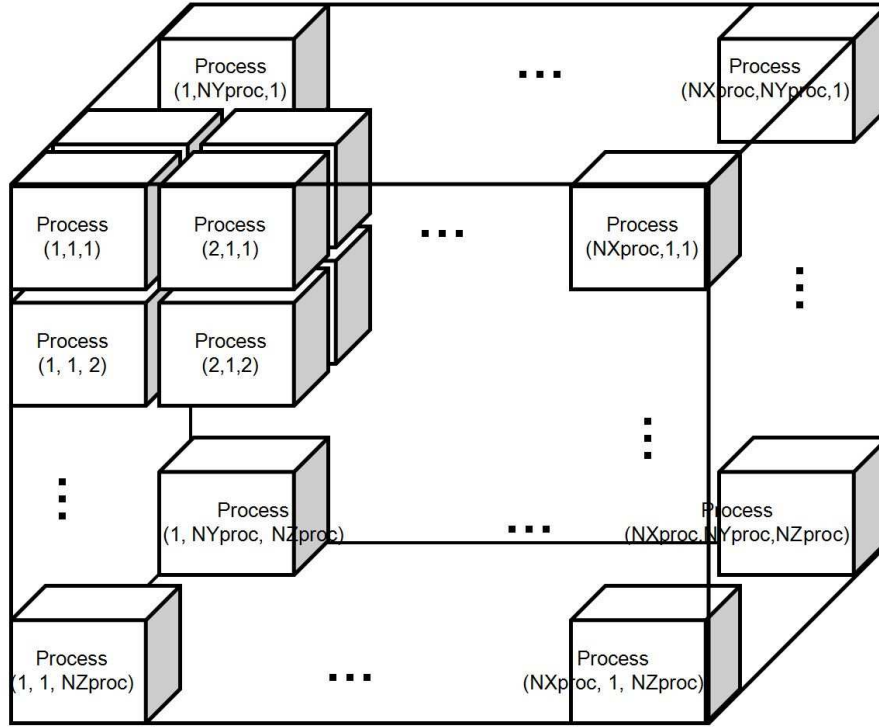 Process
(1,NYproc,1)
Process
(NXproc,NYproc,1)
Process
(1,1,1)
Process
(2,1,1)
Process
(NXproc,1,1)
Process
(1, 1, 2)
Process
(2,1,2)
Process
(1, NYproc, NZproc)
Process
(NXproc,NYproc,NZproc)
Process
(1, 1, NZproc)
Process
(NXproc, 1, NZproc)